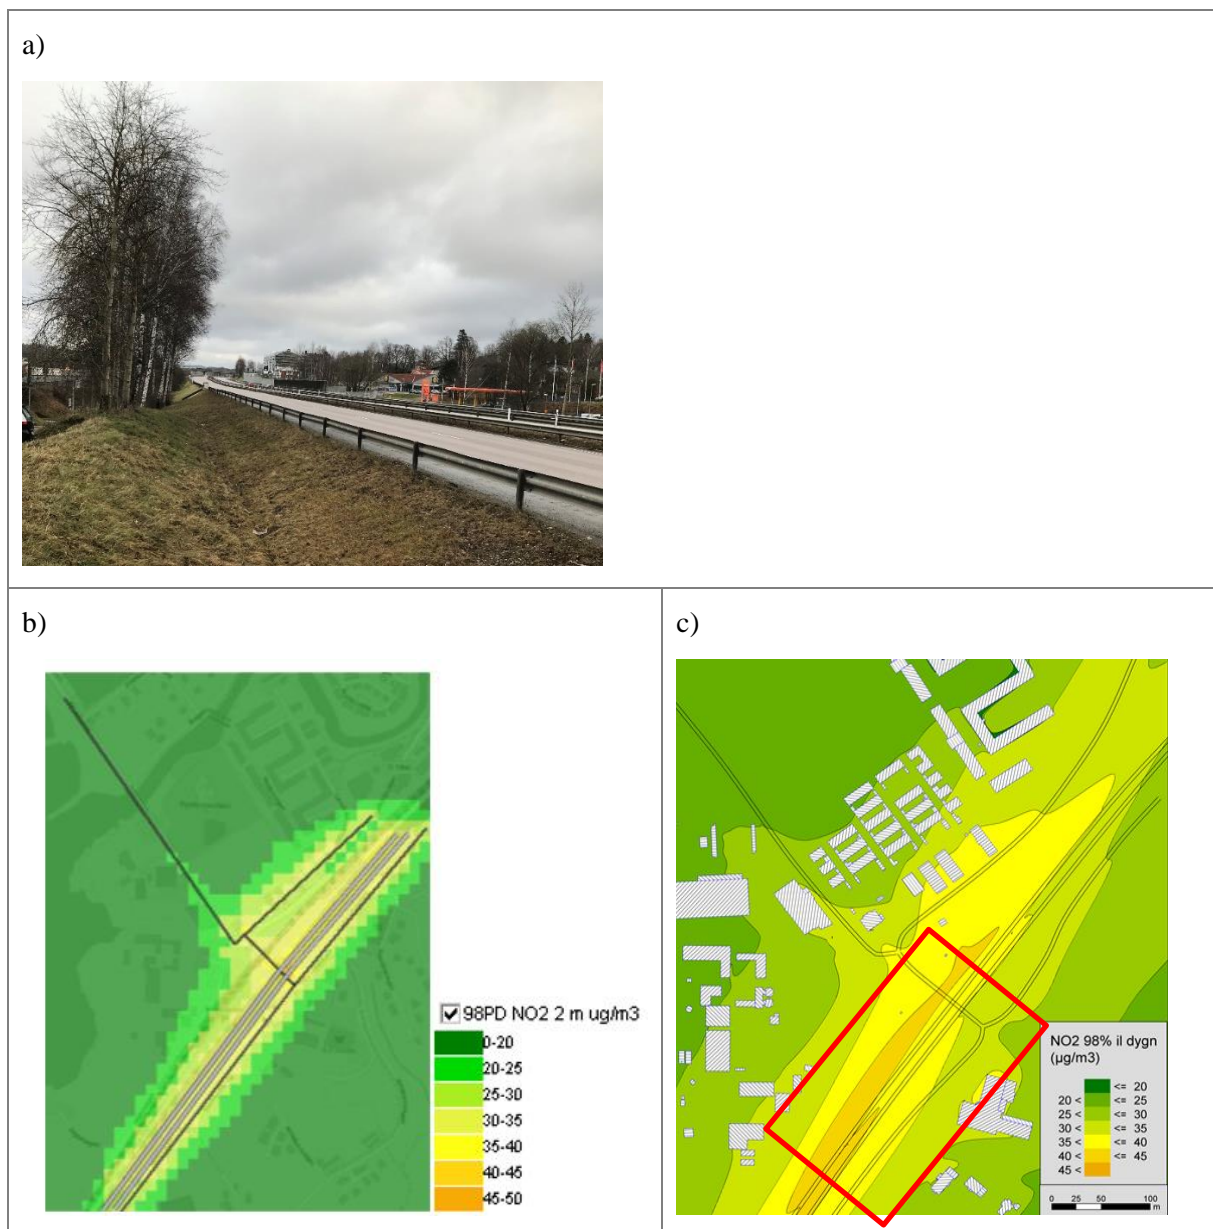 a)
b)
c)
98PD NO2 2 m ug/m3
0-20
20-25
25-30
30-35
35-40
40-45
45-50
NO2 98% il dygn
(µg/m3)
<= 20
20 < <= 25
25 < <= 30
30 < <= 35
35 < <= 40
40 < <= 45
45 <
0 25 50 100
m